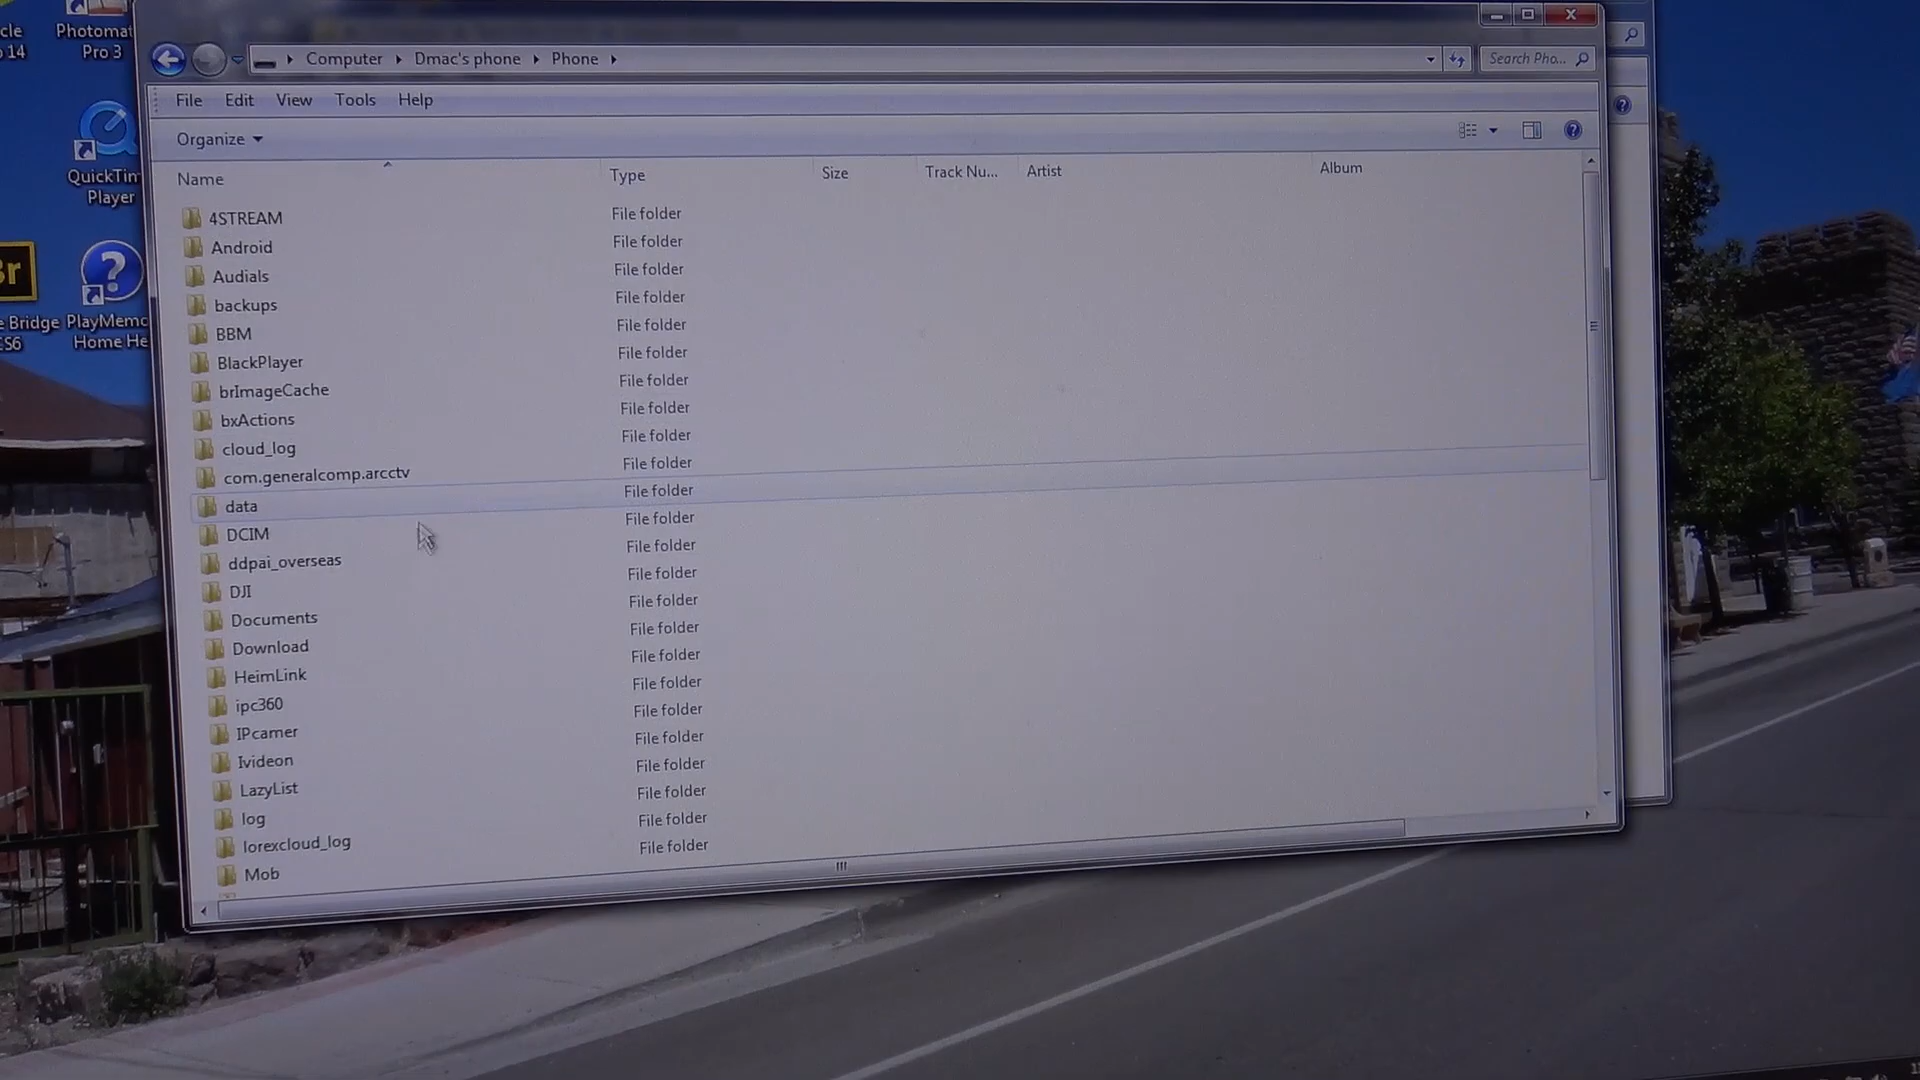 cle
14
Photomat
Pro 3
Computer Dmac's phone Phone
Search Pho...
File Edit View Tools Help
Organize
Name Type Size Track Nu... Artist Album
4STREAM File folder
Android File folder
Audials File folder
backups File folder
BBM File folder
BlackPlayer File folder
brImageCache File folder
bxActions File folder
cloud_log File folder
com.generalcomp.arcctv File folder
data File folder
DCIM File folder
ddpai_overseas File folder
DJI File folder
Documents File folder
Download File folder
HeimLink File folder
ipc360 File folder
IPcamer File folder
Ivideon File folder
LazyList File folder
log File folder
lorexcloud_log File folder
Mob File folder
QuickTim
Player
Br
e Bridge
S6
PlayMemo
Home He